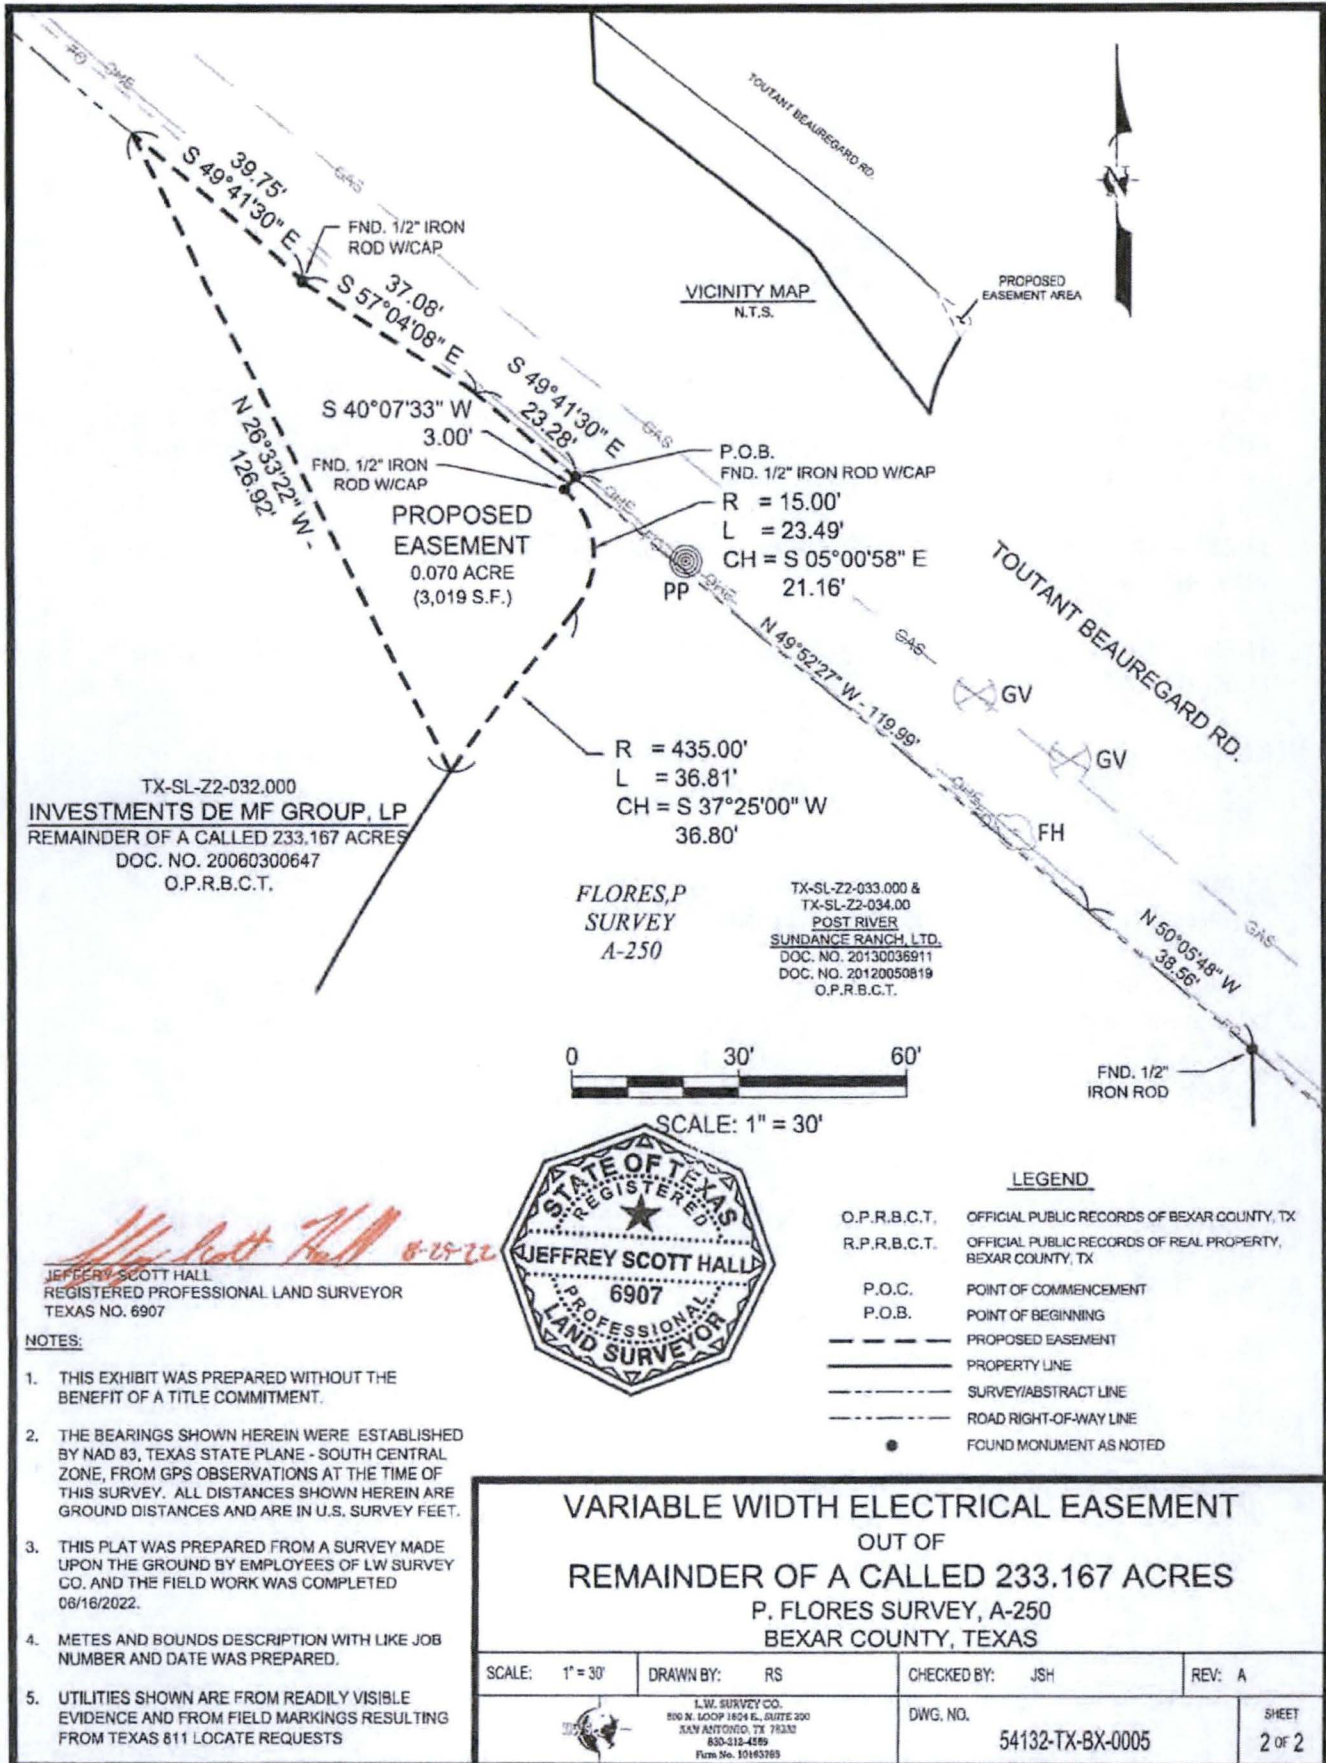 FO
OHE
39.75'
S 49°41'30" E
GAS
TOUTANT BEAUREGARD RD.
N
FND. 1/2" IRON
ROD W/CAP
37.08'
S 57°04'08" E
VICINITY MAP
N.T.S.
PROPOSED
EASEMENT AREA
S 49°41'30" E
23.28'
S 40°07'33" W
3.00'
GAS
N 26°33'22" W -
126.92'
FND. 1/2" IRON
ROD W/CAP
P.O.B.
FND. 1/2" IRON ROD W/CAP
OHE
FO
PROPOSED
EASEMENT
0.070 ACRE
(3,019 S.F.)
R = 15.00'
L = 23.49'
CH = S 05°00'58" E
21.16'
PP
OHE
TOUTANT BEAUREGARD RD.
N 49°52'27" W - 119.99'
GAS
GV
GV
R = 435.00'
L = 36.81'
CH = S 37°25'00" W
36.80'
OHE
FO
FH
TX-SL-Z2-032.000
INVESTMENTS DE MF GROUP, LP
REMAINDER OF A CALLED 233.167 ACRES
DOC. NO. 20060300647
O.P.R.B.C.T.
FLORES,P
SURVEY
A-250
TX-SL-Z2-033.000 &
TX-SL-Z2-034.00
POST RIVER
SUNDANCE RANCH, LTD.
DOC. NO. 20130036911
DOC. NO. 20120050819
O.P.R.B.C.T.
N 50°05'48" W
38.56'
GAS
FO
FND. 1/2"
IRON ROD
0 30' 60'
SCALE: 1" = 30'
STATE OF TEXAS
REGISTERED
JEFFREY SCOTT HALL
6907
PROFESSIONAL
LAND SURVEYOR
Scott Hall 8-25-22
JEFFERY SCOTT HALL
REGISTERED PROFESSIONAL LAND SURVEYOR
TEXAS NO. 6907
LEGEND
O.P.R.B.C.T. OFFICIAL PUBLIC RECORDS OF BEXAR COUNTY, TX
R.P.R.B.C.T. OFFICIAL PUBLIC RECORDS OF REAL PROPERTY,
BEXAR COUNTY, TX
P.O.C. POINT OF COMMENCEMENT
P.O.B. POINT OF BEGINNING
PROPOSED EASEMENT
PROPERTY LINE
SURVEY/ABSTRACT LINE
ROAD RIGHT-OF-WAY LINE
FOUND MONUMENT AS NOTED
NOTES:
1. THIS EXHIBIT WAS PREPARED WITHOUT THE
BENEFIT OF A TITLE COMMITMENT.
2. THE BEARINGS SHOWN HEREIN WERE ESTABLISHED
BY NAD 83, TEXAS STATE PLANE - SOUTH CENTRAL
ZONE, FROM GPS OBSERVATIONS AT THE TIME OF
THIS SURVEY. ALL DISTANCES SHOWN HEREIN ARE
GROUND DISTANCES AND ARE IN U.S. SURVEY FEET.
3. THIS PLAT WAS PREPARED FROM A SURVEY MADE
UPON THE GROUND BY EMPLOYEES OF LW SURVEY
CO. AND THE FIELD WORK WAS COMPLETED
06/16/2022.
4. METES AND BOUNDS DESCRIPTION WITH LIKE JOB
NUMBER AND DATE WAS PREPARED.
5. UTILITIES SHOWN ARE FROM READILY VISIBLE
EVIDENCE AND FROM FIELD MARKINGS RESULTING
FROM TEXAS 811 LOCATE REQUESTS
VARIABLE WIDTH ELECTRICAL EASEMENT
OUT OF
REMAINDER OF A CALLED 233.167 ACRES
P. FLORES SURVEY, A-250
BEXAR COUNTY, TEXAS
SCALE: 1" = 30' DRAWN BY: RS CHECKED BY: JSH REV: A
L.W. SURVEY CO.
SAN ANTONIO, TX
Firm No.
DWG. NO.
54132-TX-BX-0005
SHEET
2 OF 2